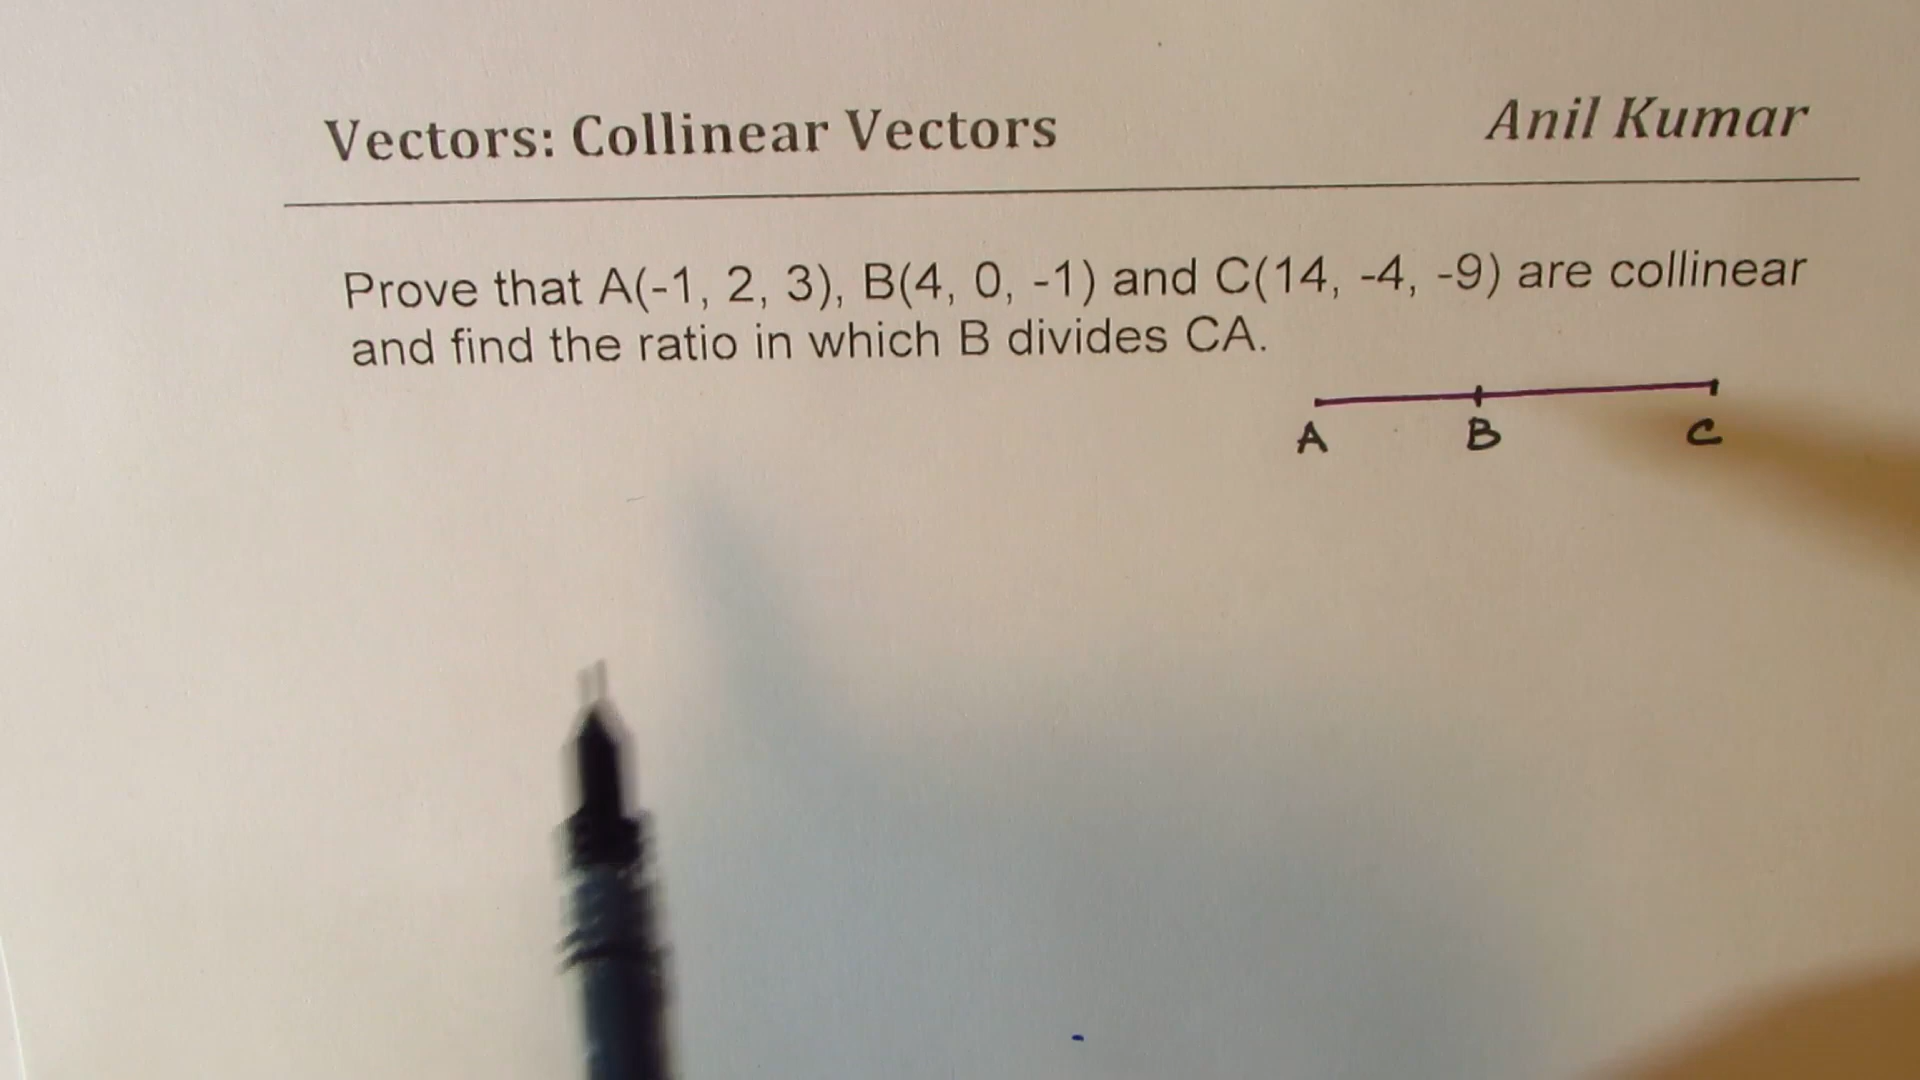 Vectors: Collinear Vectors Anil Kumar
Prove that A(-1, 2, 3), B(4, 0, -1) and C(14, -4, -9) are collinear
and find the ratio in which B divides CA.
A B C